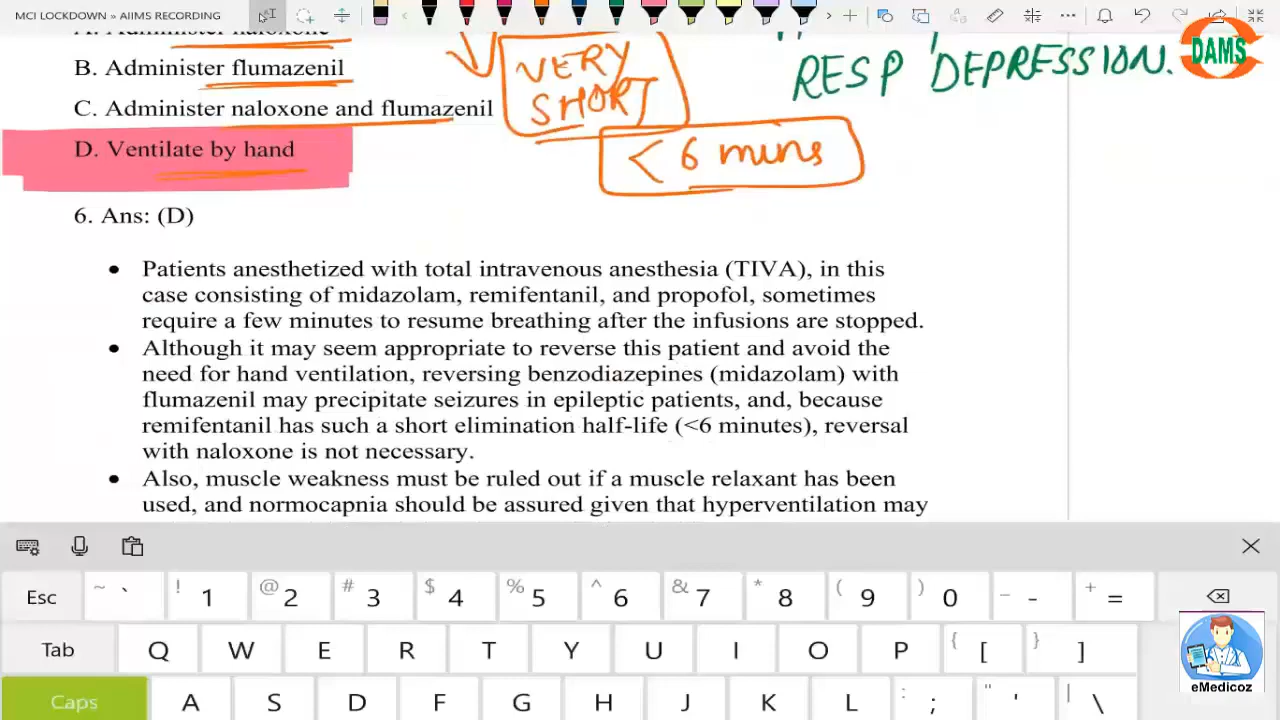 MCI LOCKDOWN » AIIMS RECORDING
A. Administer naloxone
B. Administer flumazenil
C. Administer naloxone and flumazenil
D. Ventilate by hand
VERY
SHORT
< 6 mins
RESP DEPRESSION.
DAMS
6. Ans: (D)
• Patients anesthetized with total intravenous anesthesia (TIVA), in this
case consisting of midazolam, remifentanil, and propofol, sometimes
require a few minutes to resume breathing after the infusions are stopped.
• Although it may seem appropriate to reverse this patient and avoid the
need for hand ventilation, reversing benzodiazepines (midazolam) with
flumazenil may precipitate seizures in epileptic patients, and, because
remifentanil has such a short elimination half-life (<6 minutes), reversal
with naloxone is not necessary.
• Also, muscle weakness must be ruled out if a muscle relaxant has been
used, and normocapnia should be assured given that hyperventilation may
Esc ~ ` ! 1 @ 2 # 3 $ 4 % 5 ^ 6 & 7 * 8 ( 9 ) 0 _ - + =
Tab Q W E R T Y U I O P { [ } ]
Caps A S D F G H J K L : ; " ' | \
eMedicoz